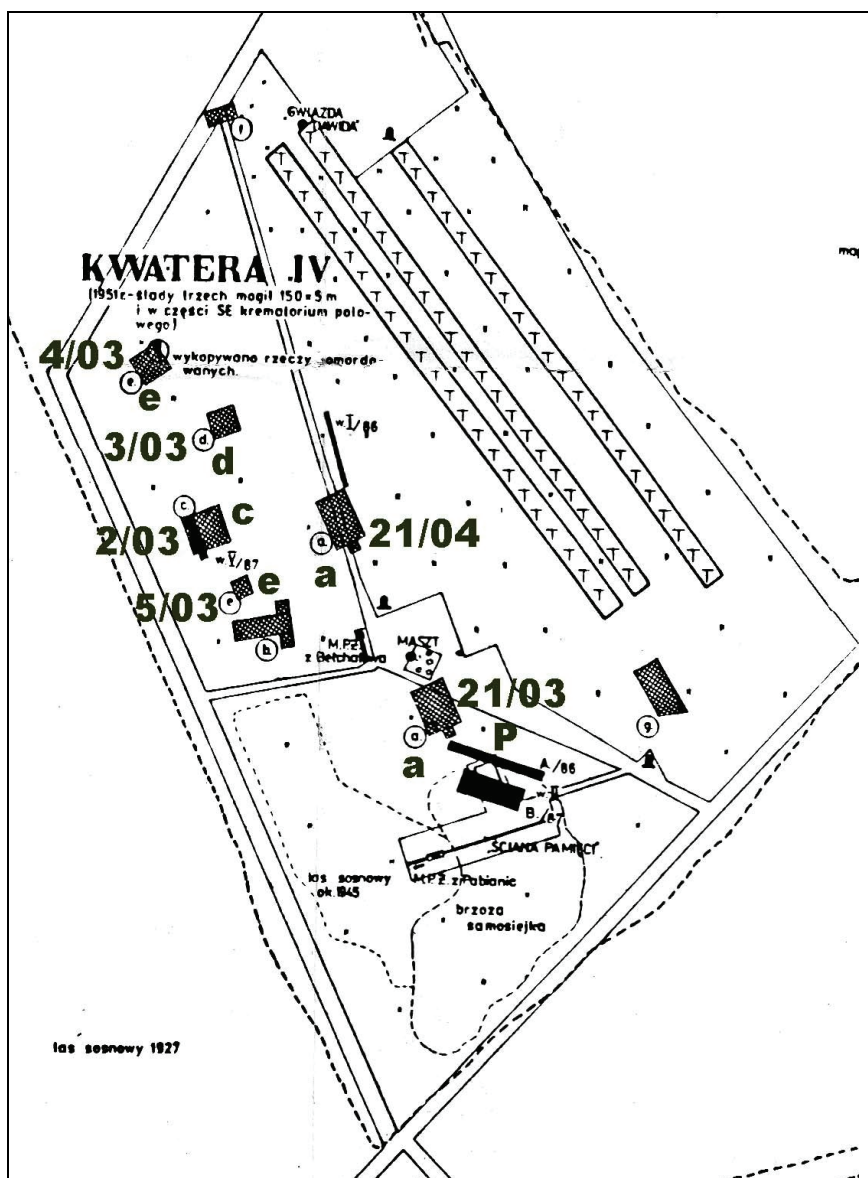 f
GWIAZDA
DAWIDA
map
KWATERA IV.
(1951r.-ślady trzech mogił 150×5 m
i w części SE krematorium polo-
wego)
4/03
wykopywano rzeczy pomordo-
wanych.
e
e
w.I/86
3/03
d
d
c
c
2/03
21/04
a
a
w.V/87
e
5/03
e
h
M.P.Ż.
z Bełchatowa
MASZT
21/03
a
a
P
g
A/86
w.II
B./87
ŚCIANA PAMIĘCI
las sosnowy
ok.1945
M.P.Ż. z Pabianic
brzoza
samosiejka
las sosnowy 1927